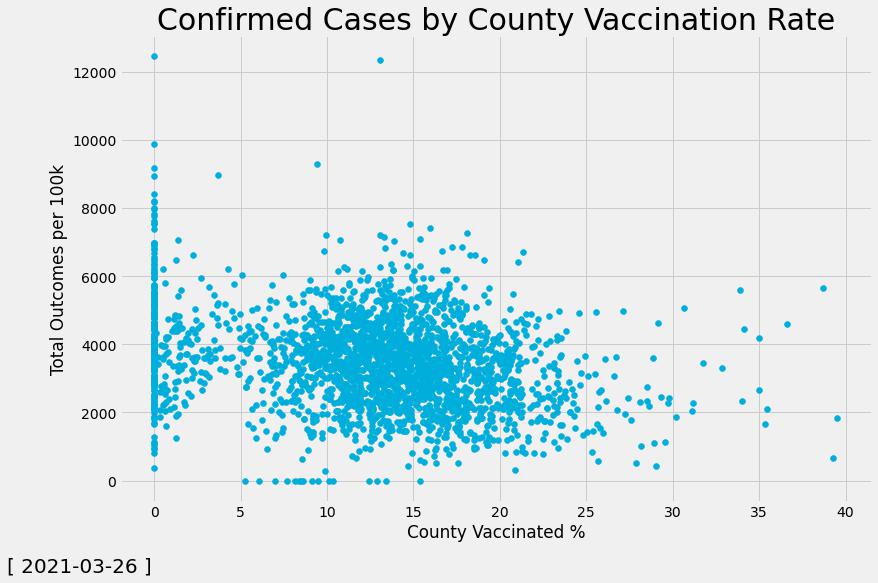 Confirmed Cases by County Vaccination Rate
Total Outcomes per 100k
12000
10000
8000
6000
4000
2000
0
0 5 10 15 20 25 30 35 40
County Vaccinated %
[ 2021-03-26 ]